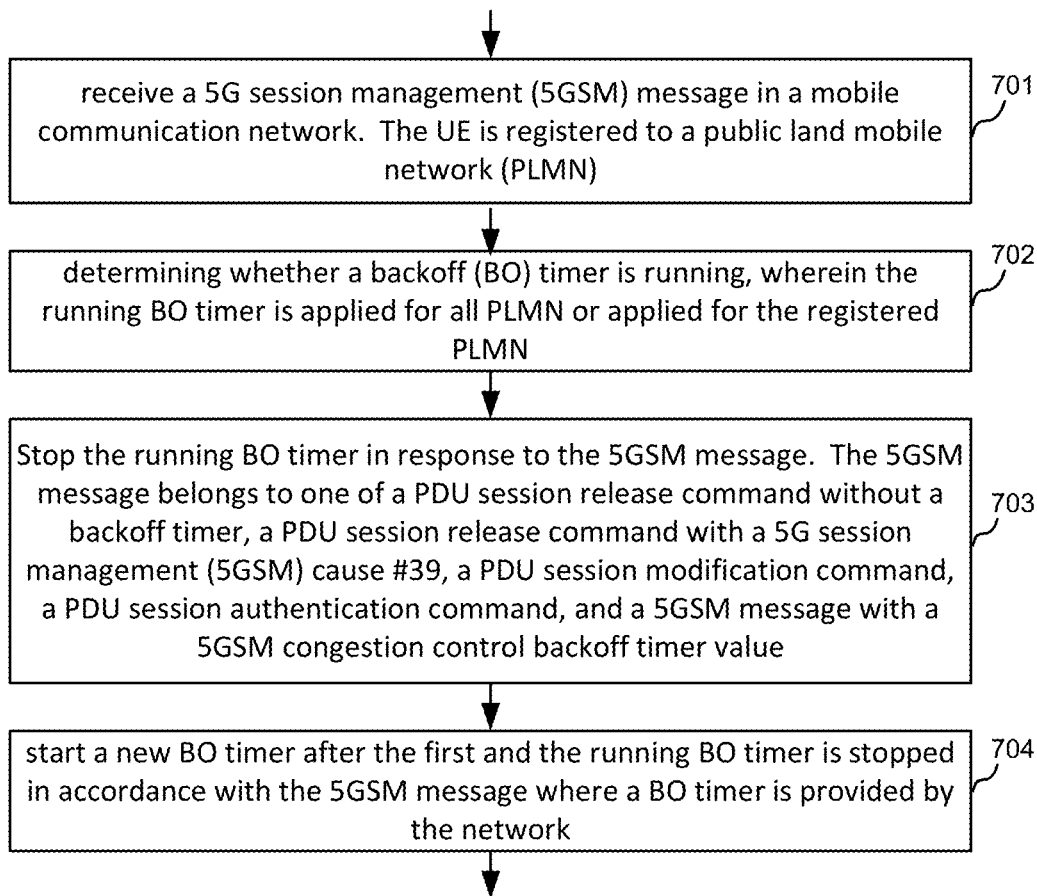 receive a 5G session management (5GSM) message in a mobile
communication network.  The UE is registered to a public land mobile
network (PLMN)
701
determining whether a backoff (BO) timer is running, wherein the
running BO timer is applied for all PLMN or applied for the registered
PLMN
702
Stop the running BO timer in response to the 5GSM message.  The 5GSM
message belongs to one of a PDU session release command without a
backoff timer, a PDU session release command with a 5G session
management (5GSM) cause #39, a PDU session modification command,
a PDU session authentication command, and a 5GSM message with a
5GSM congestion control backoff timer value
703
start a new BO timer after the first and the running BO timer is stopped
in accordance with the 5GSM message where a BO timer is provided by
the network
704